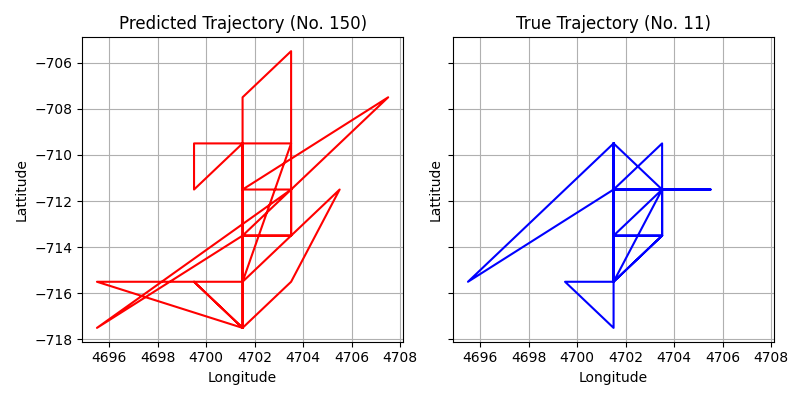 Predicted Trajectory (No. 150)
True Trajectory (No. 11)
Lattitude
−706
−708
−710
−712
−714
−716
−718
4696 4698 4700 4702 4704 4706 4708
Longitude
Lattitude
4696 4698 4700 4702 4704 4706 4708
Longitude